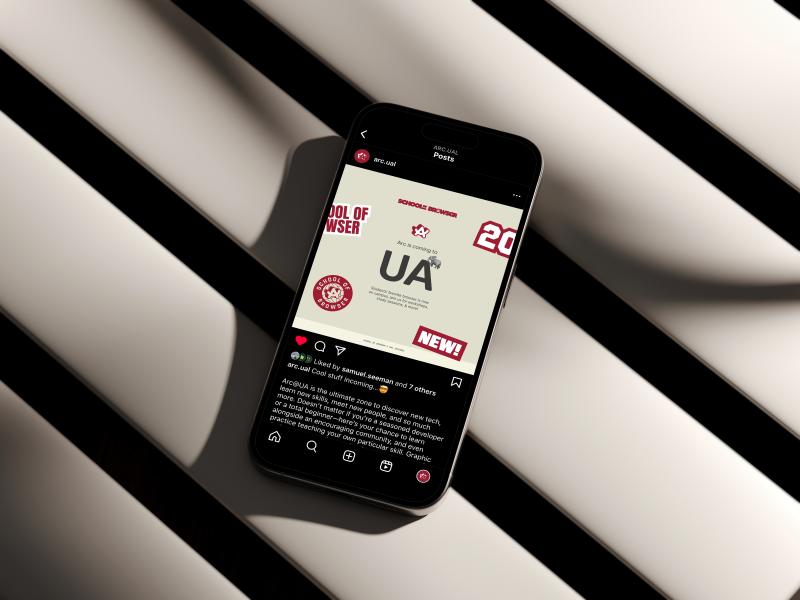 ARC.UAL
Posts
arc.ual
OOL OF
WSER
SCHOOL OF BROWSER
20
Arc is coming to
UA
SCHOOL OF
BROWSER
NEW!
Liked by samuel.seeman and 7 others
arc.ual Cool stuff incoming... 🤠
Arc@UA is the ultimate zone to discover new tech,
learn new skills, meet new people, and so much
more. Doesn't matter if you're a seasoned developer
or a total beginner—here's your chance to learn
alongside an encouraging community, and even
practice teaching your own particular skill. Graphic